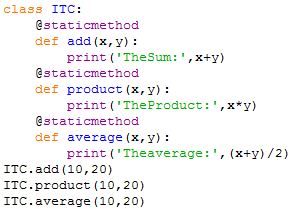 class ITC:
    @staticmethod
    def add(x,y):
        print('TheSum:',x+y)
    @staticmethod
    def product(x,y):
        print('TheProduct:',x*y)
    @staticmethod
    def average(x,y):
        print('Theaverage:',(x+y)/2)
ITC.add(10,20)
ITC.product(10,20)
ITC.average(10,20)